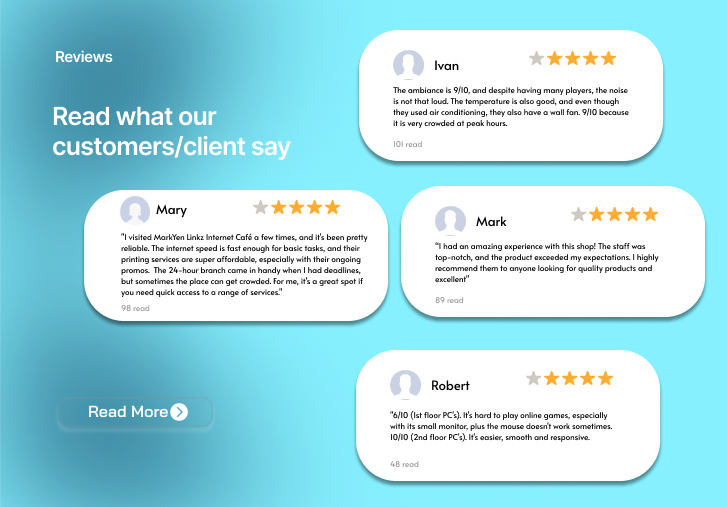 Reviews
Read what our
customers/client say
Ivan
The ambiance is 9/10, and despite having many players, the noise
is not that loud. The temperature is also good, and even though
they used air conditioning, they also have a wall fan. 9/10 because
it is very crowded at peak hours.
101 read
Mary
"I visited MarkYen Linkz Internet Café a few times, and it's been pretty
reliable. The internet speed is fast enough for basic tasks, and their
printing services are super affordable, especially with their ongoing
promos. The 24-hour branch came in handy when I had deadlines,
but sometimes the place can get crowded. For me, it's a great spot if
you need quick access to a range of services."
98 read
Mark
"I had an amazing experience with this shop! The staff was
top-notch, and the product exceeded my expectations. I highly
recommend them to anyone looking for quality products and
excellent"
89 read
Robert
"6/10 (1st floor PC's). It's hard to play online games, especially
with its small monitor, plus the mouse doesn't work sometimes.
10/10 (2nd floor PC's). It's easier, smooth and responsive.
48 read
Read More